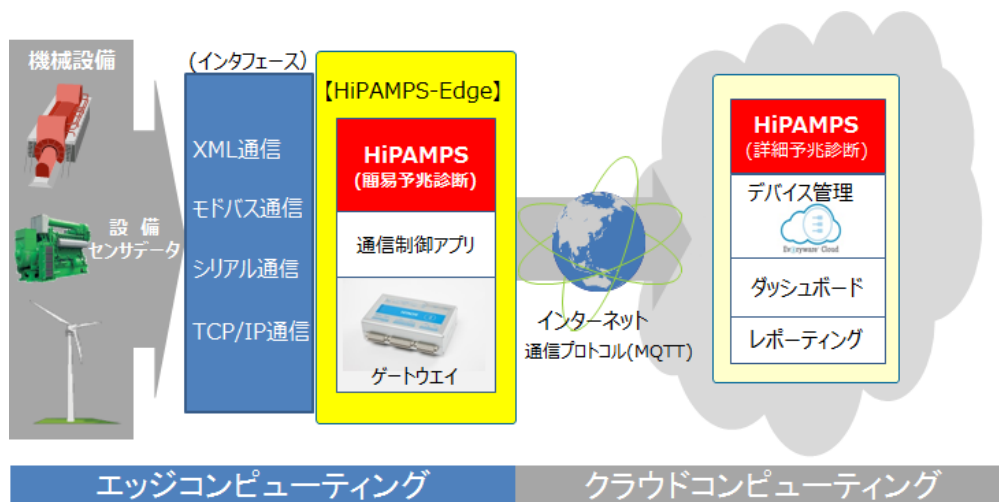 機械設備
設 備
センサデータ
(インタフェース)
XML通信
モドバス通信
シリアル通信
TCP/IP通信
【HiPAMPS-Edge】
HiPAMPS
(簡易予兆診断)
通信制御アプリ
ゲートウエイ
インターネット
通信プロトコル(MQTT)
HiPAMPS
(詳細予兆診断)
デバイス管理
Everyware Cloud
ダッシュボード
レポーティング
エッジコンピューティング
クラウドコンピューティング